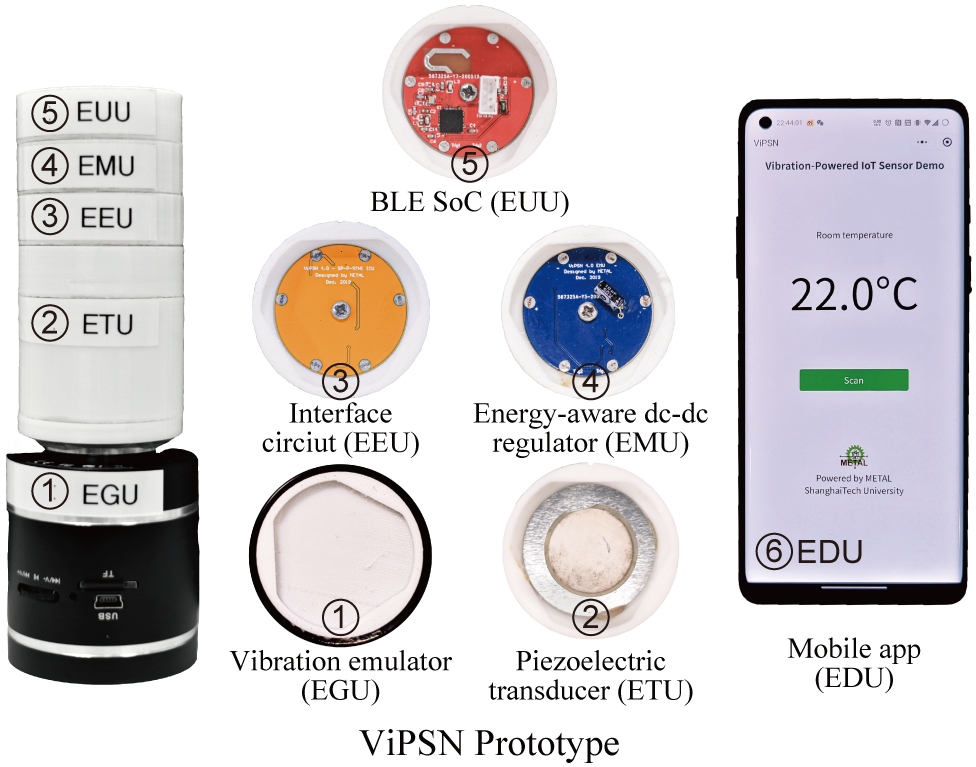 ⑤ EUU
④ EMU
③ EEU
② ETU
① EGU
TF
USB
⑤
BLE SoC (EUU)
ViPSN 4.0
Designed by METAL
Dec. 2019
③
Interface
circiut (EEU)
ViPSN 4.0 EMU
Designed by METAL
Dec. 2019
④
Energy-aware dc-dc
regulator (EMU)
①
Vibration emulator
(EGU)
②
Piezoelectric
transducer (ETU)
22:44:01
ViPSN
Vibration-Powered IoT Sensor Demo
Room temperature
22.0°C
Scan
METAL
Powered by METAL
ShanghaiTech University
⑥ EDU
Mobile app
(EDU)
ViPSN Prototype